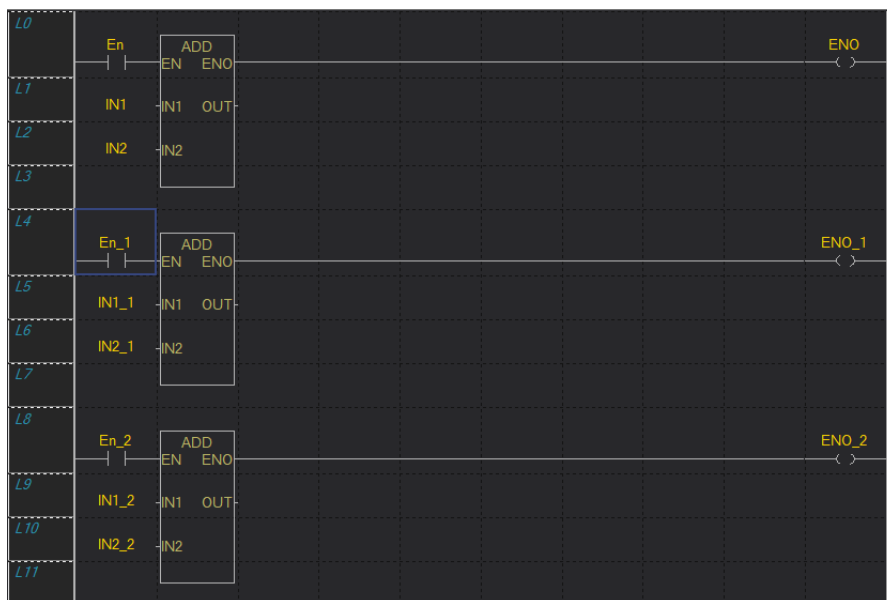 L0
En ADD ENO
EN ENO
L1
IN1 IN1 OUT
L2
IN2 IN2
L3
L4
En_1 ADD ENO_1
EN ENO
L5
IN1_1 IN1 OUT
L6
IN2_1 IN2
L7
L8
En_2 ADD ENO_2
EN ENO
L9
IN1_2 IN1 OUT
L10
IN2_2 IN2
L11